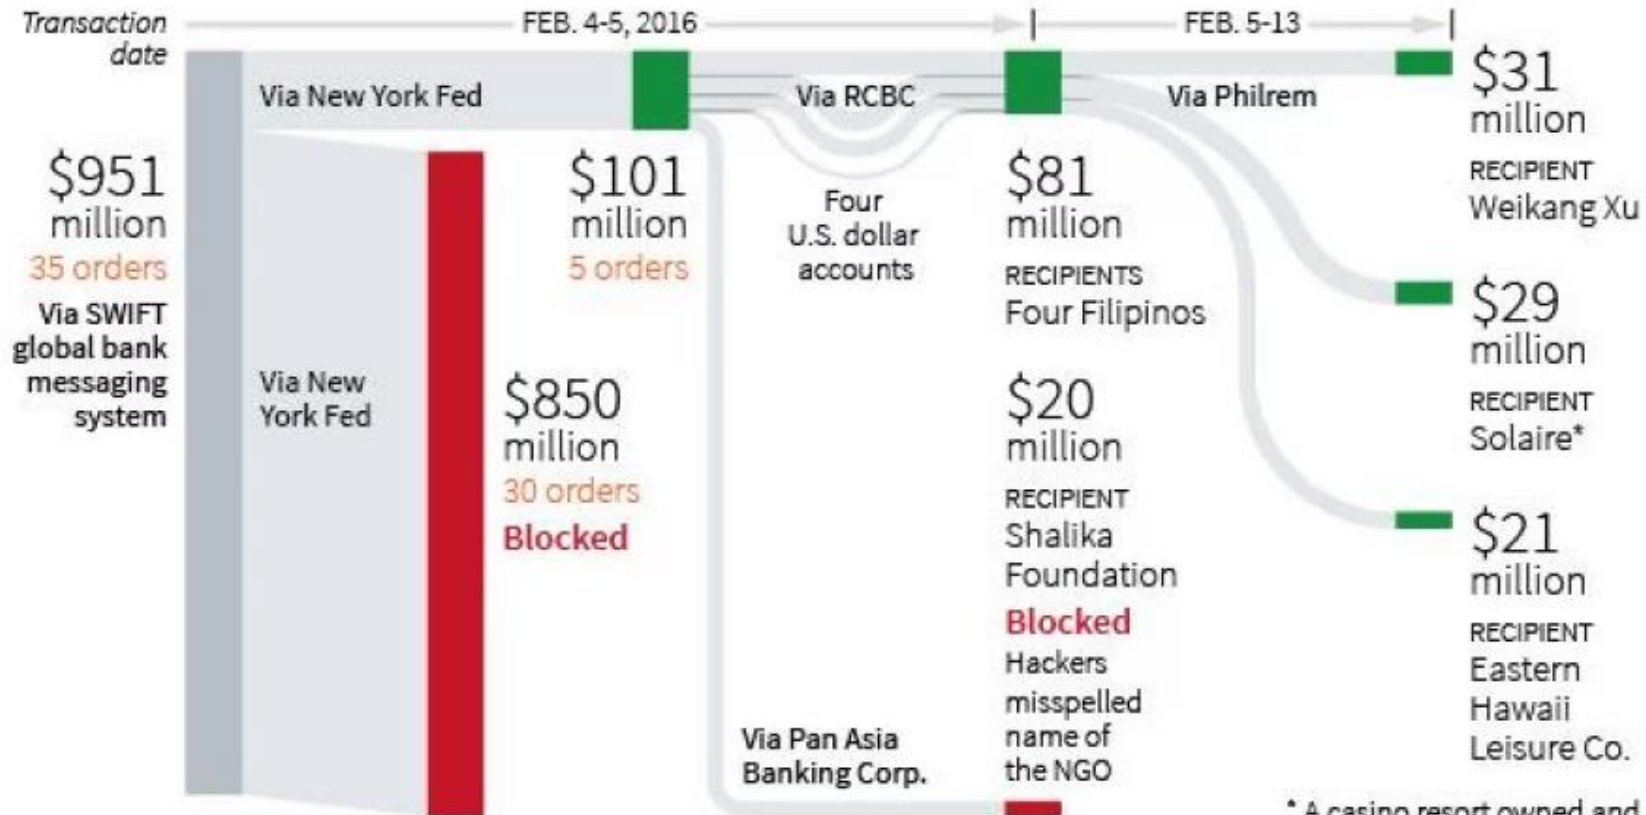 Transaction
date
FEB. 4-5, 2016
FEB. 5-13
Via New York Fed
Via RCBC
Via Philrem
$951
million
35 orders
Via SWIFT
global bank
messaging
system
Via New
York Fed
$850
million
30 orders
Blocked
$101
million
5 orders
Four
U.S. dollar
accounts
$81
million
RECIPIENTS
Four Filipinos
$20
million
RECIPIENT
Shalika
Foundation
Blocked
Hackers
misspelled
name of
the NGO
Via Pan Asia
Banking Corp.
$31
million
RECIPIENT
Weikang Xu
$29
million
RECIPIENT
Solaire*
$21
million
RECIPIENT
Eastern
Hawaii
Leisure Co.
* A casino resort owned and